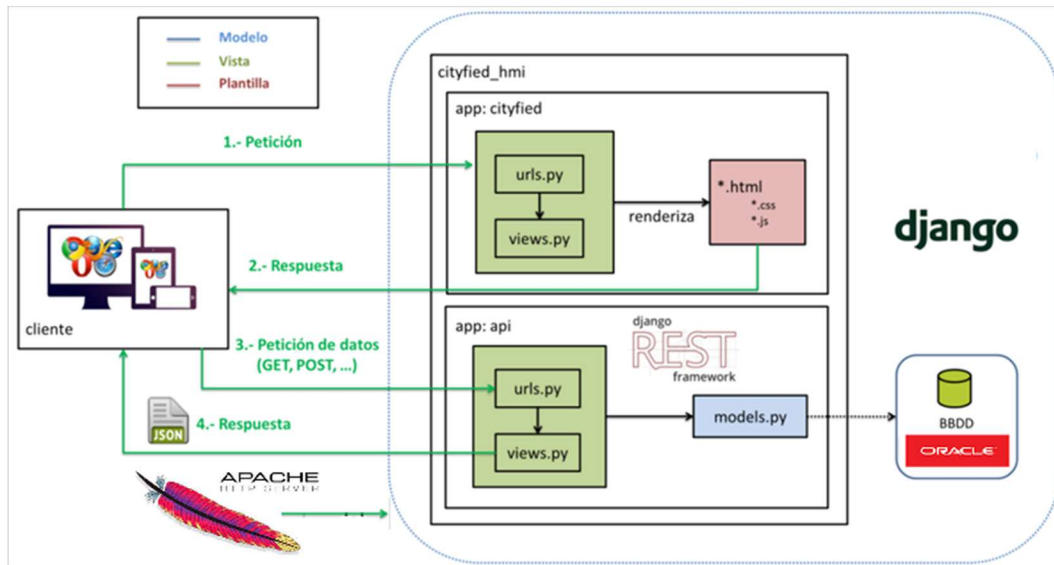 Modelo
Vista
Plantilla
cityfied_hmi
app: cityfied
1.- Petición
urls.py
views.py
renderiza
*.html
*.css
*.js
django
2.- Respuesta
cliente
app: api
django
REST
framework
3.- Petición de datos
(GET, POST, ...)
urls.py
views.py
models.py
BBDD
ORACLE
JSON
4.- Respuesta
APACHE
HTTP SERVER